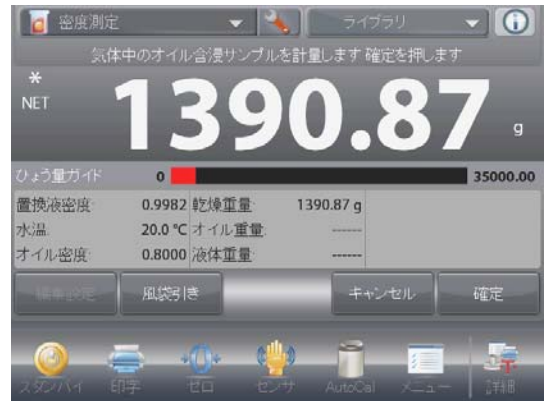 密度測定 ライブラリ
気体中のオイル含浸サンプルを計量します 確定を押します
*
NET 1390.87 g
ひょう量ガイド 0 35000.00
置換液密度: 0.9982 乾燥重量: 1390.87 g
水温: 20.0 °C オイル重量: ------
オイル密度: 0.8000 液体重量: ------
編集設定 風袋引き キャンセル 確定
スタンバイ 印字 ゼロ センサ AutoCal メニュー 詳細